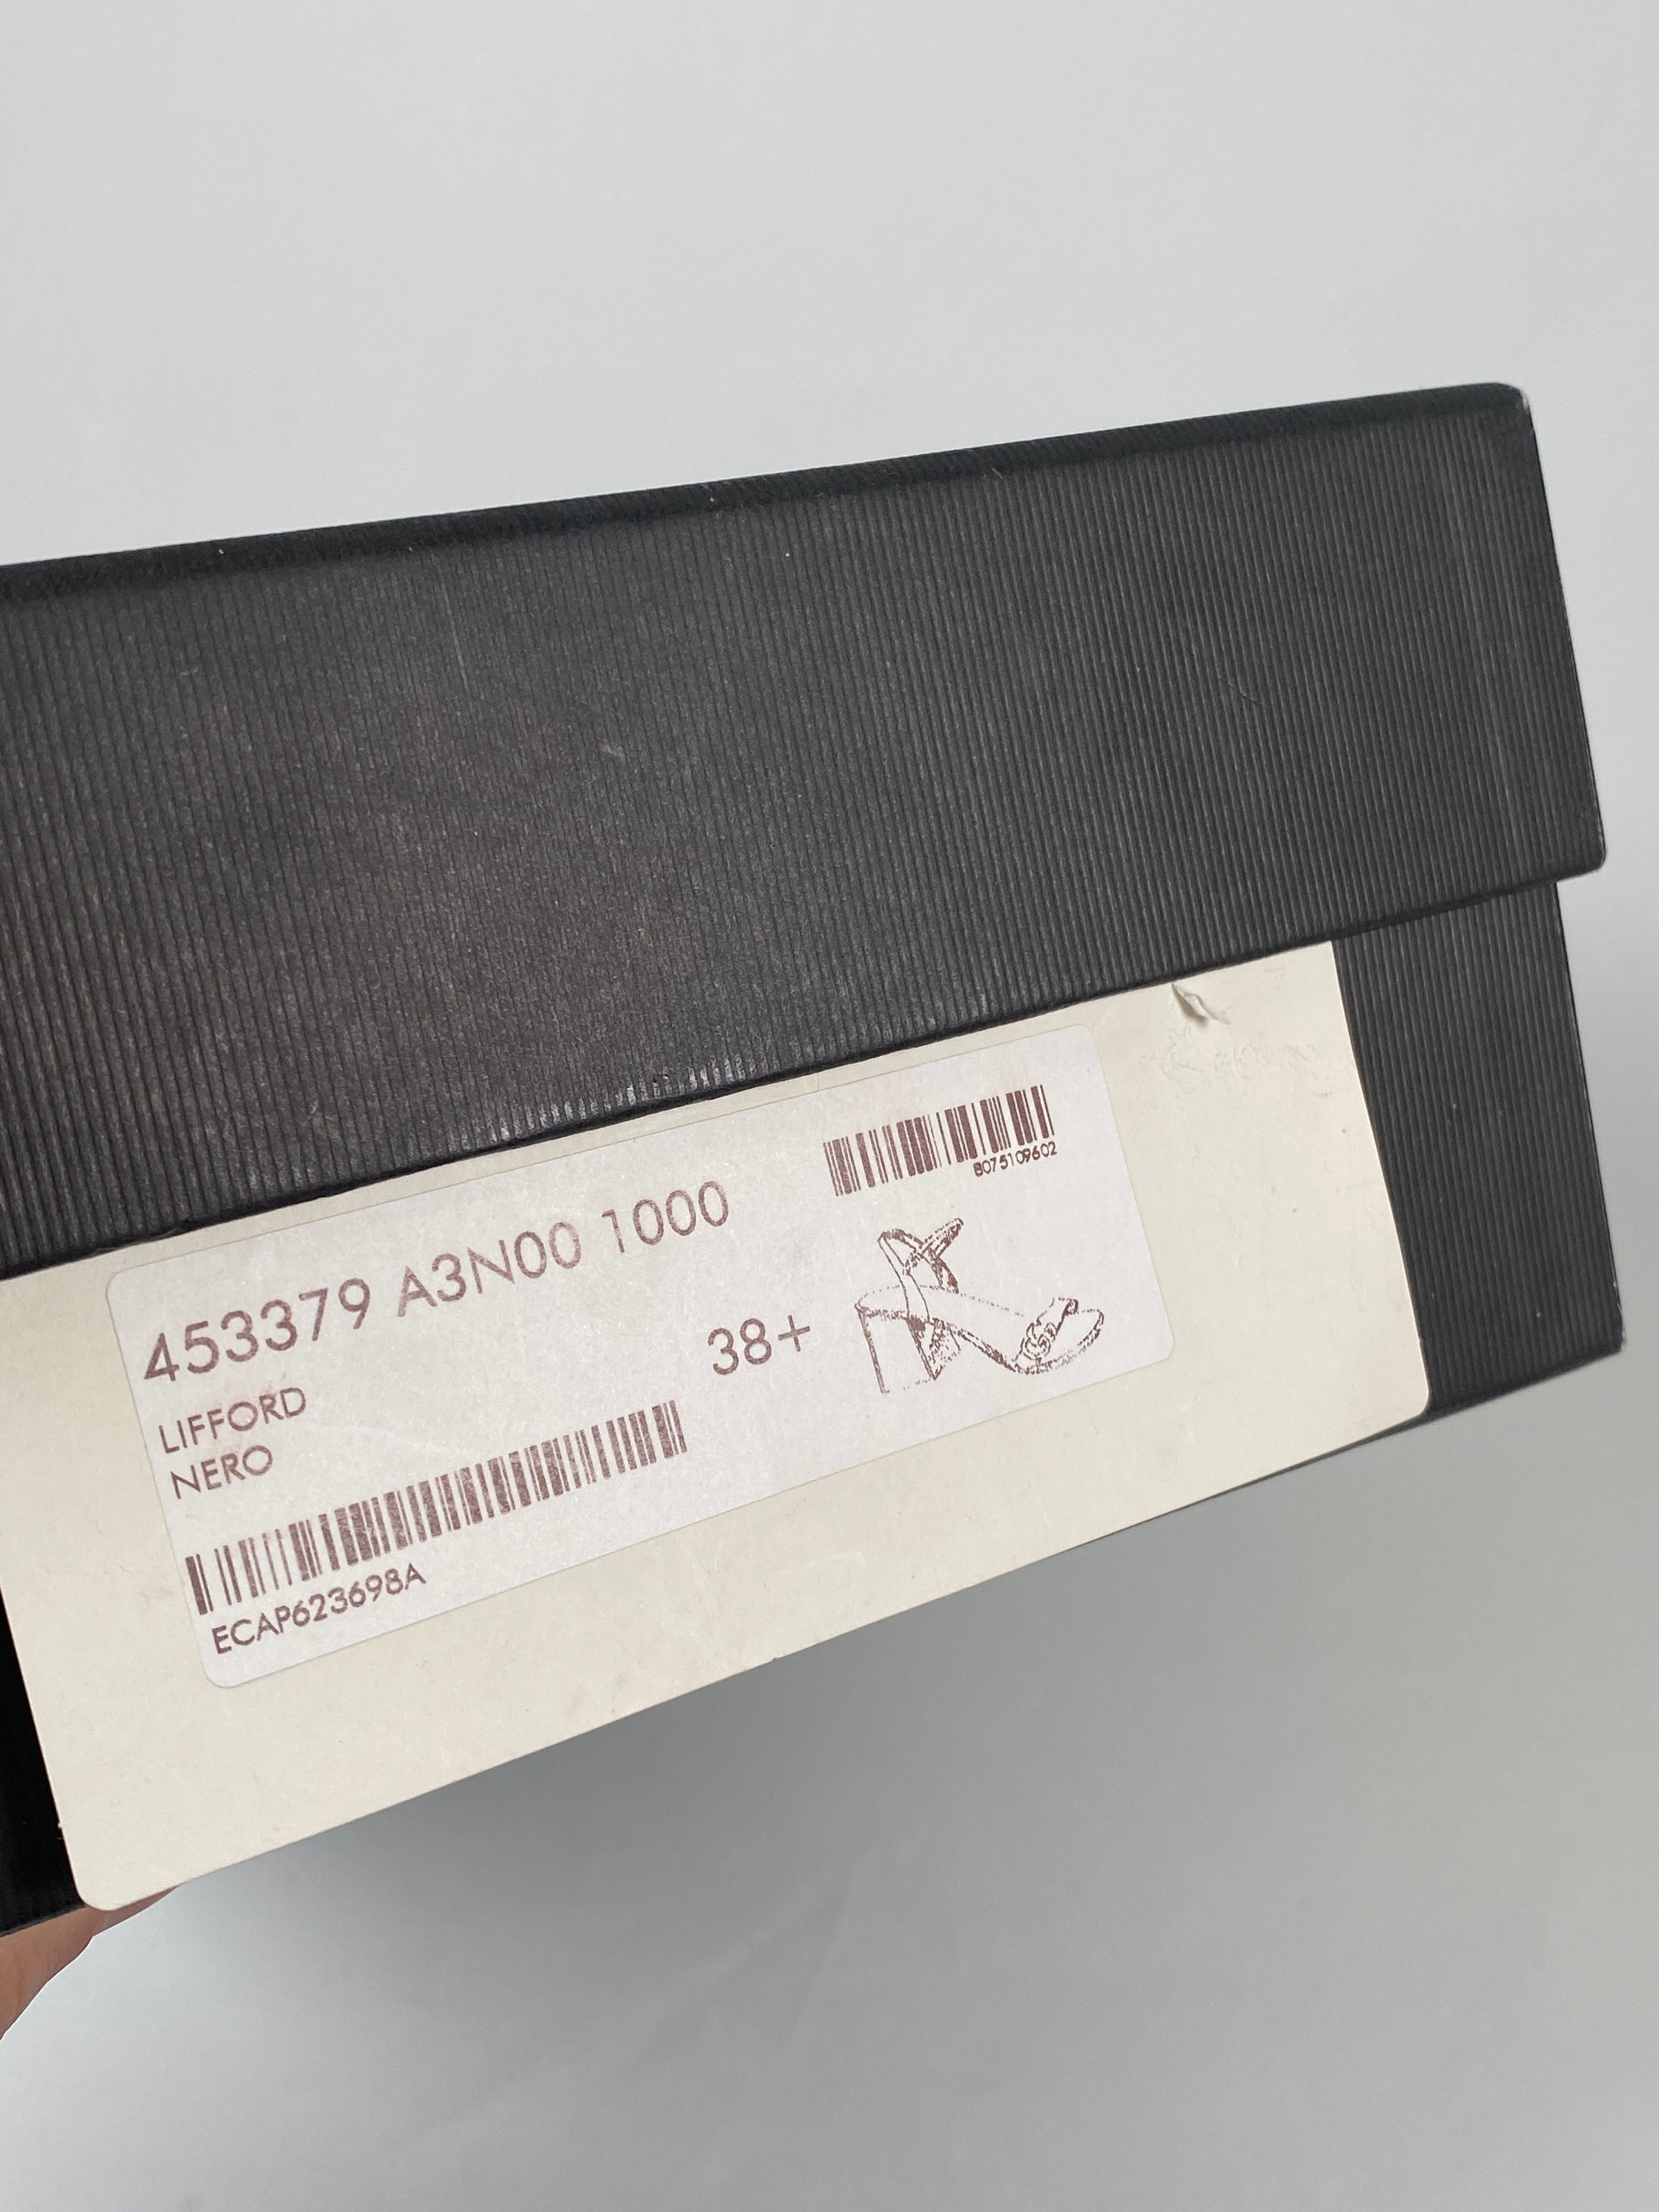 453379 A3N00 1000
8075109602
LIFFORD
NERO
38+
ECAP623698A